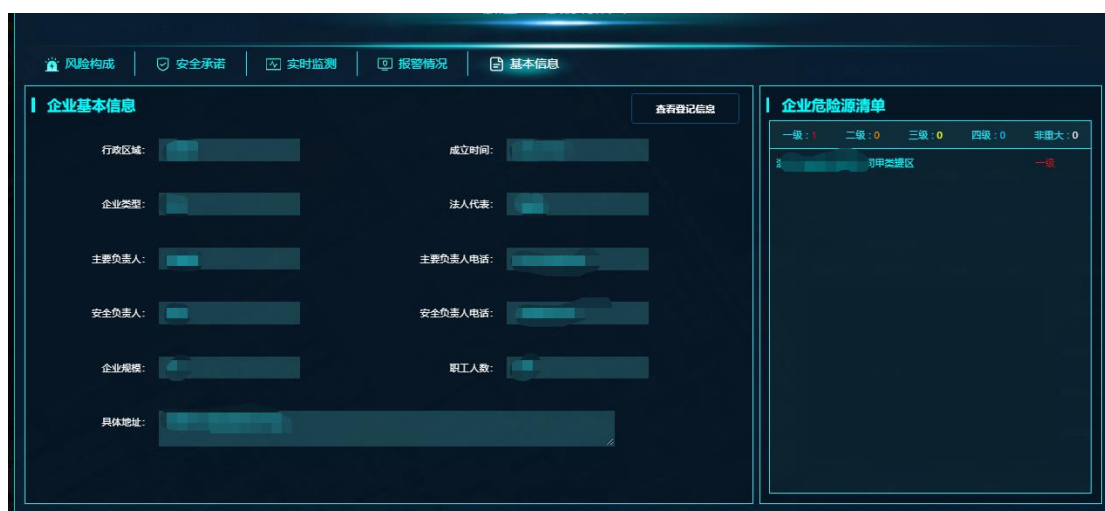 风险构成 安全承诺 实时监测 报警情况 基本信息
企业基本信息 查看登记信息
行政区域: 成立时间:
企业类型: 法人代表:
主要负责人: 主要负责人电话:
安全负责人: 安全负责人电话:
企业规模: 职工人数:
具体地址:
企业危险源清单
一级:1 二级:0 三级:0 四级:0 非重大:0
甲类罐区 一级